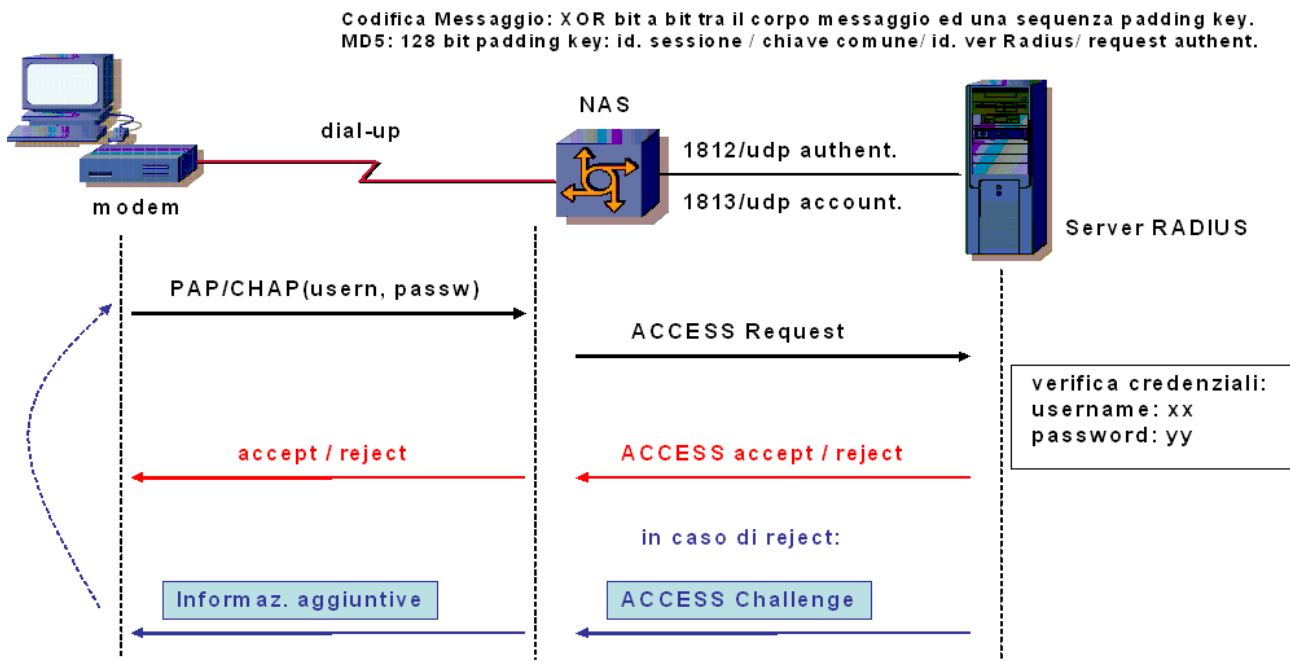 Codifica Messaggio: XOR bit a bit tra il corpo messaggio ed una sequenza padding key.
MD5: 128 bit padding key: id. sessione / chiave comune/ id. ver Radius/ request authent.
NAS
dial-up
1812/udp authent.
1813/udp account.
modem
Server RADIUS
PAP/CHAP(usern, passw)
ACCESS Request
verifica credenziali:
username: xx
password: yy
accept / reject
ACCESS accept / reject
in caso di reject:
Informaz. aggiuntive
ACCESS Challenge